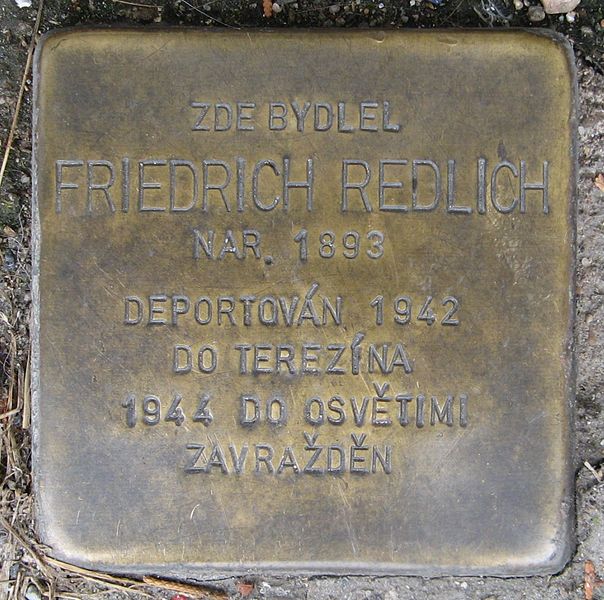 ZDE BYDLEL
FRIEDRICH REDLICH
NAR. 1893
DEPORTOVÁN 1942
DO TEREZÍNA
1944 DO OSVĚTIMI
ZAVRAŽDĚN